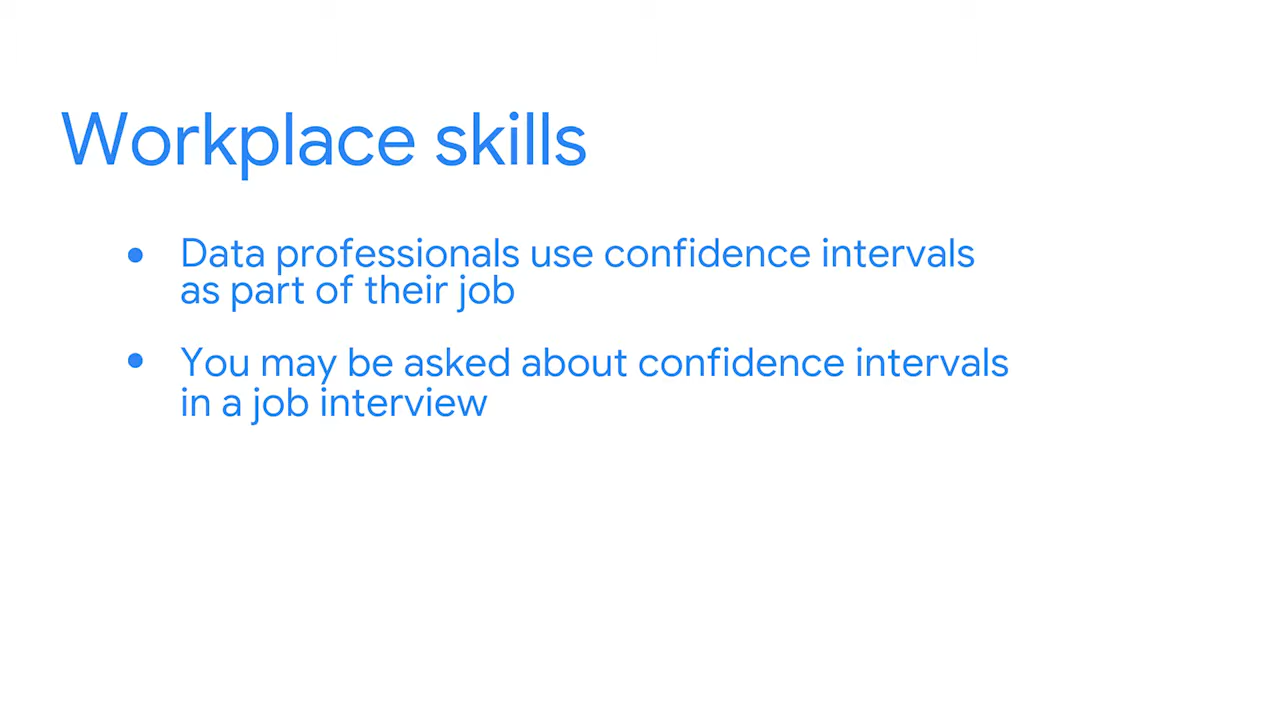 Workplace skills
• Data professionals use confidence intervals
as part of their job
• You may be asked about confidence intervals
in a job interview